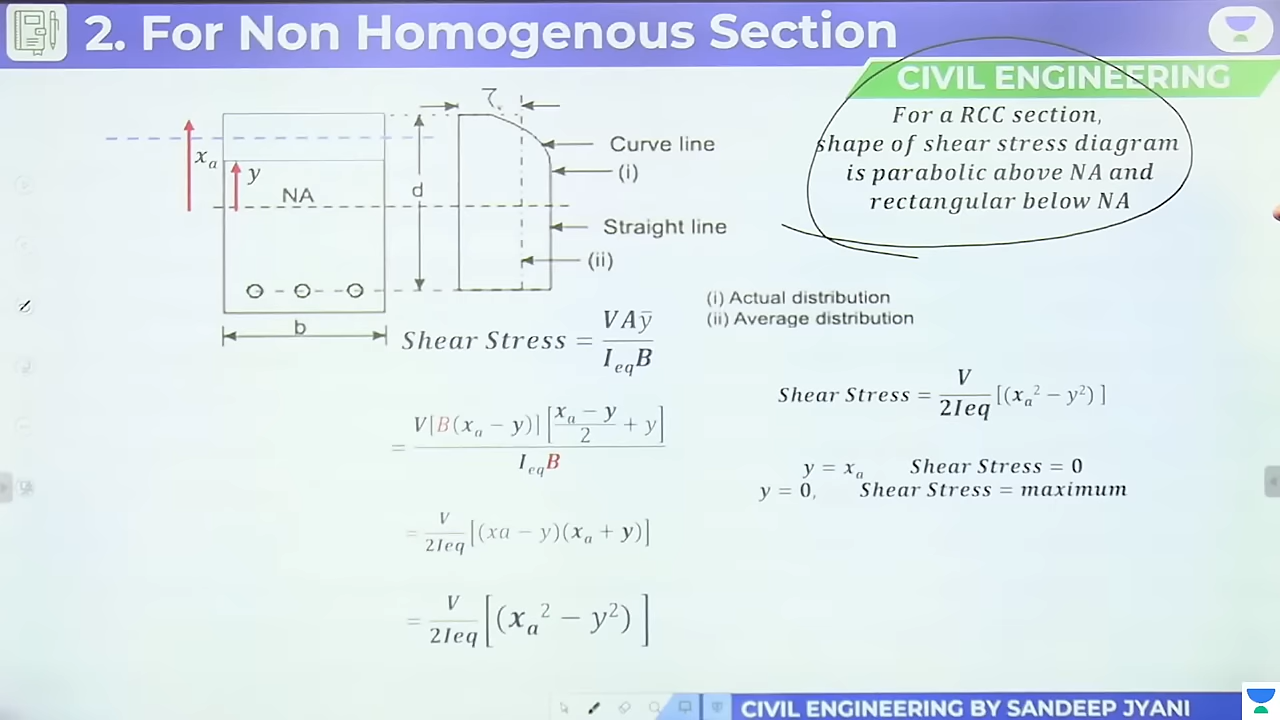 2. For Non Homogenous Section
CIVIL ENGINEERING
For a RCC section,
shape of shear stress diagram
is parabolic above NA and
rectangular below NA
x_a
y
NA
d
b
τ_v
Curve line
(i)
Straight line
(ii)
(i) Actual distribution
(ii) Average distribution
Shear Stress = VAȳ / I_eq B
= V[B(x_a − y)] [(x_a − y)/2 + y] / I_eq B
= V/2Ieq [(xa − y)(x_a + y)]
= V/2Ieq [(x_a² − y²)]
Shear Stress = V/2Ieq [(x_a² − y²)]
y = x_a Shear Stress = 0
y = 0, Shear Stress = maximum
CIVIL ENGINEERING BY SANDEEP JYANI